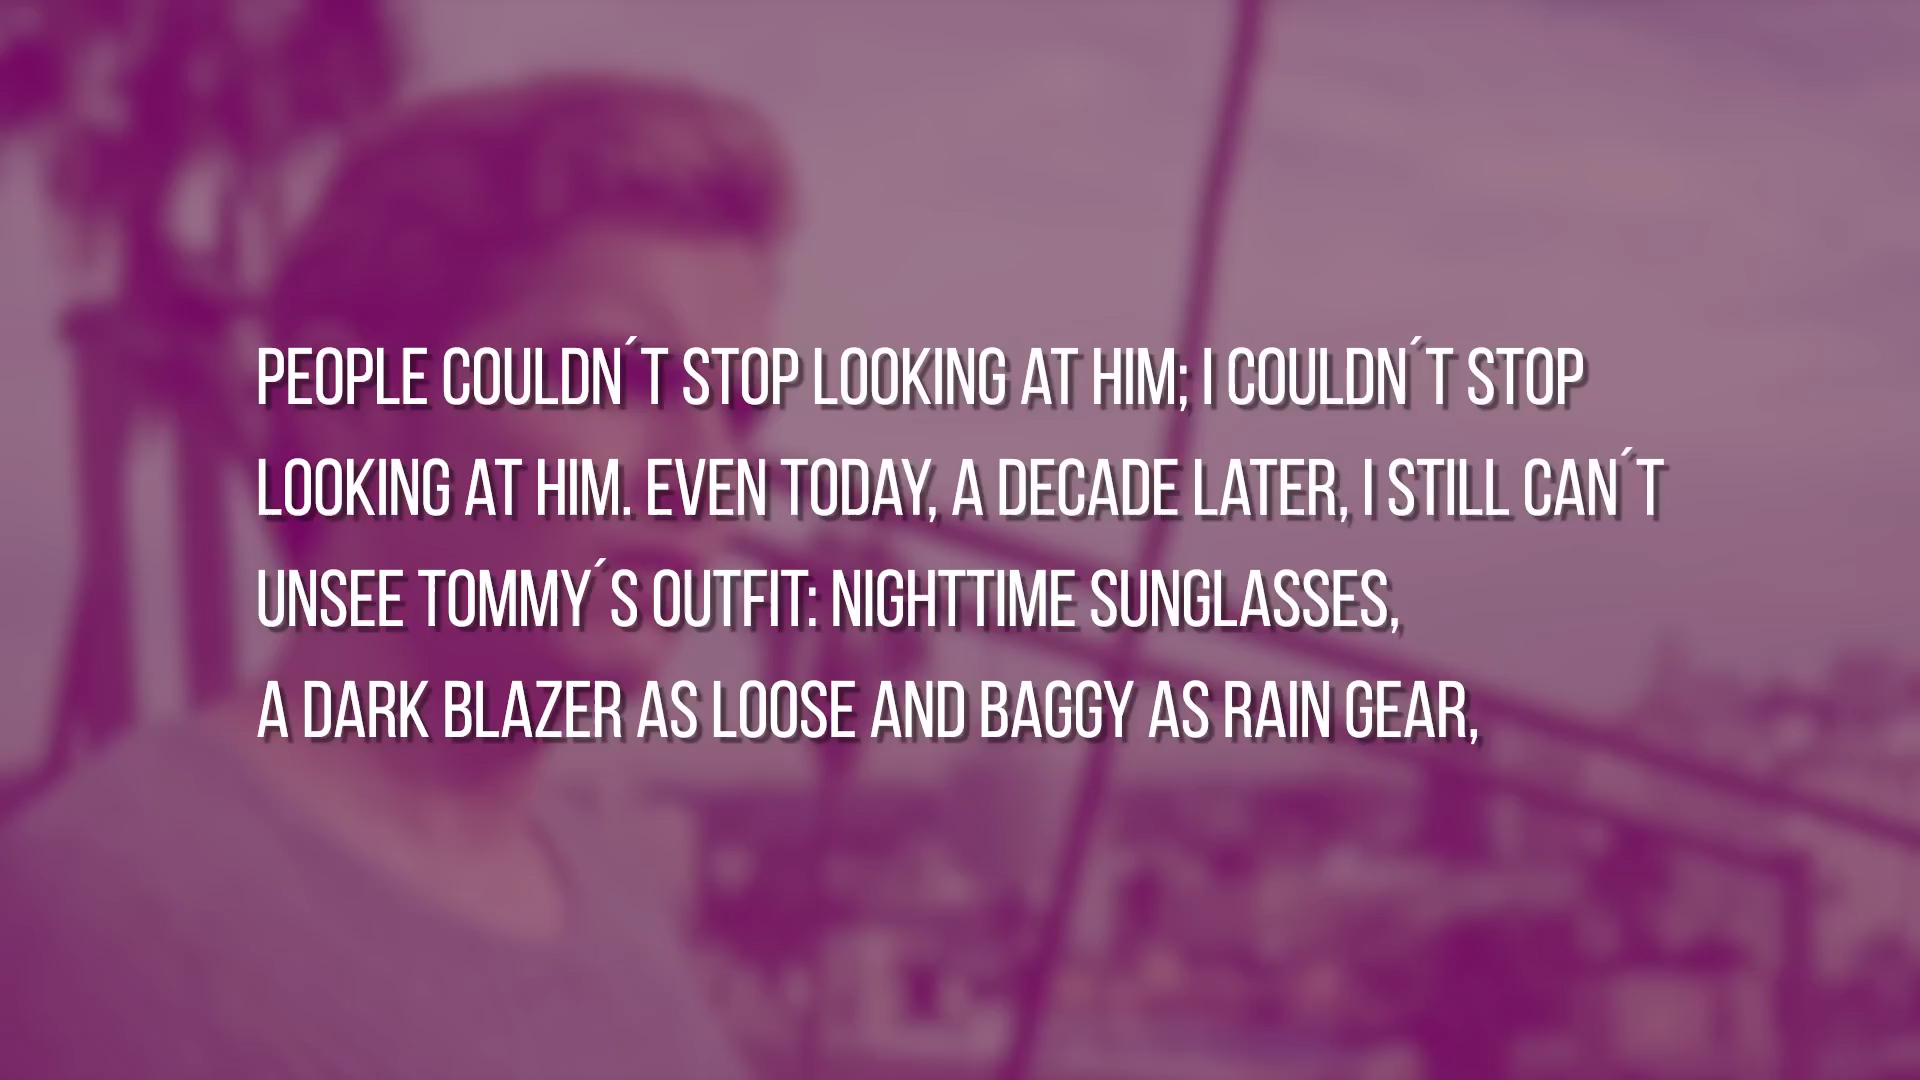 PEOPLE COULDN´T STOP LOOKING AT HIM; I COULDN´T STOP
LOOKING AT HIM. EVEN TODAY, A DECADE LATER, I STILL CAN´T
UNSEE TOMMY´S OUTFIT: NIGHTTIME SUNGLASSES,
A DARK BLAZER AS LOOSE AND BAGGY AS RAIN GEAR,